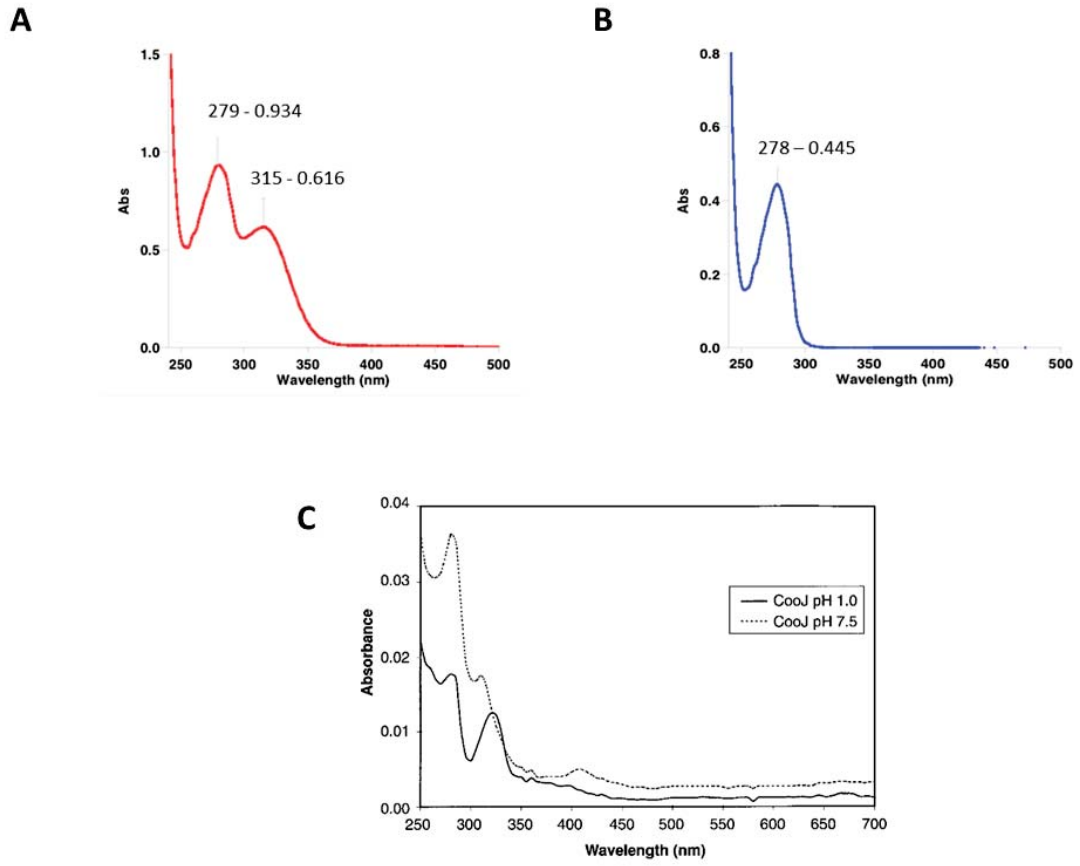 A
1.5
1.0
0.5
0.0
Abs
279 - 0.934
315 - 0.616
250 300 350 400 450 500
Wavelength (nm)
B
0.8
0.6
0.4
0.2
0.0
Abs
278 – 0.445
250 300 350 400 450 500
Wavelength (nm)
C
0.04
0.03
0.02
0.01
0.00
Absorbance
CooJ pH 1.0
CooJ pH 7.5
250 300 350 400 450 500 550 600 650 700
Wavelength (nm)